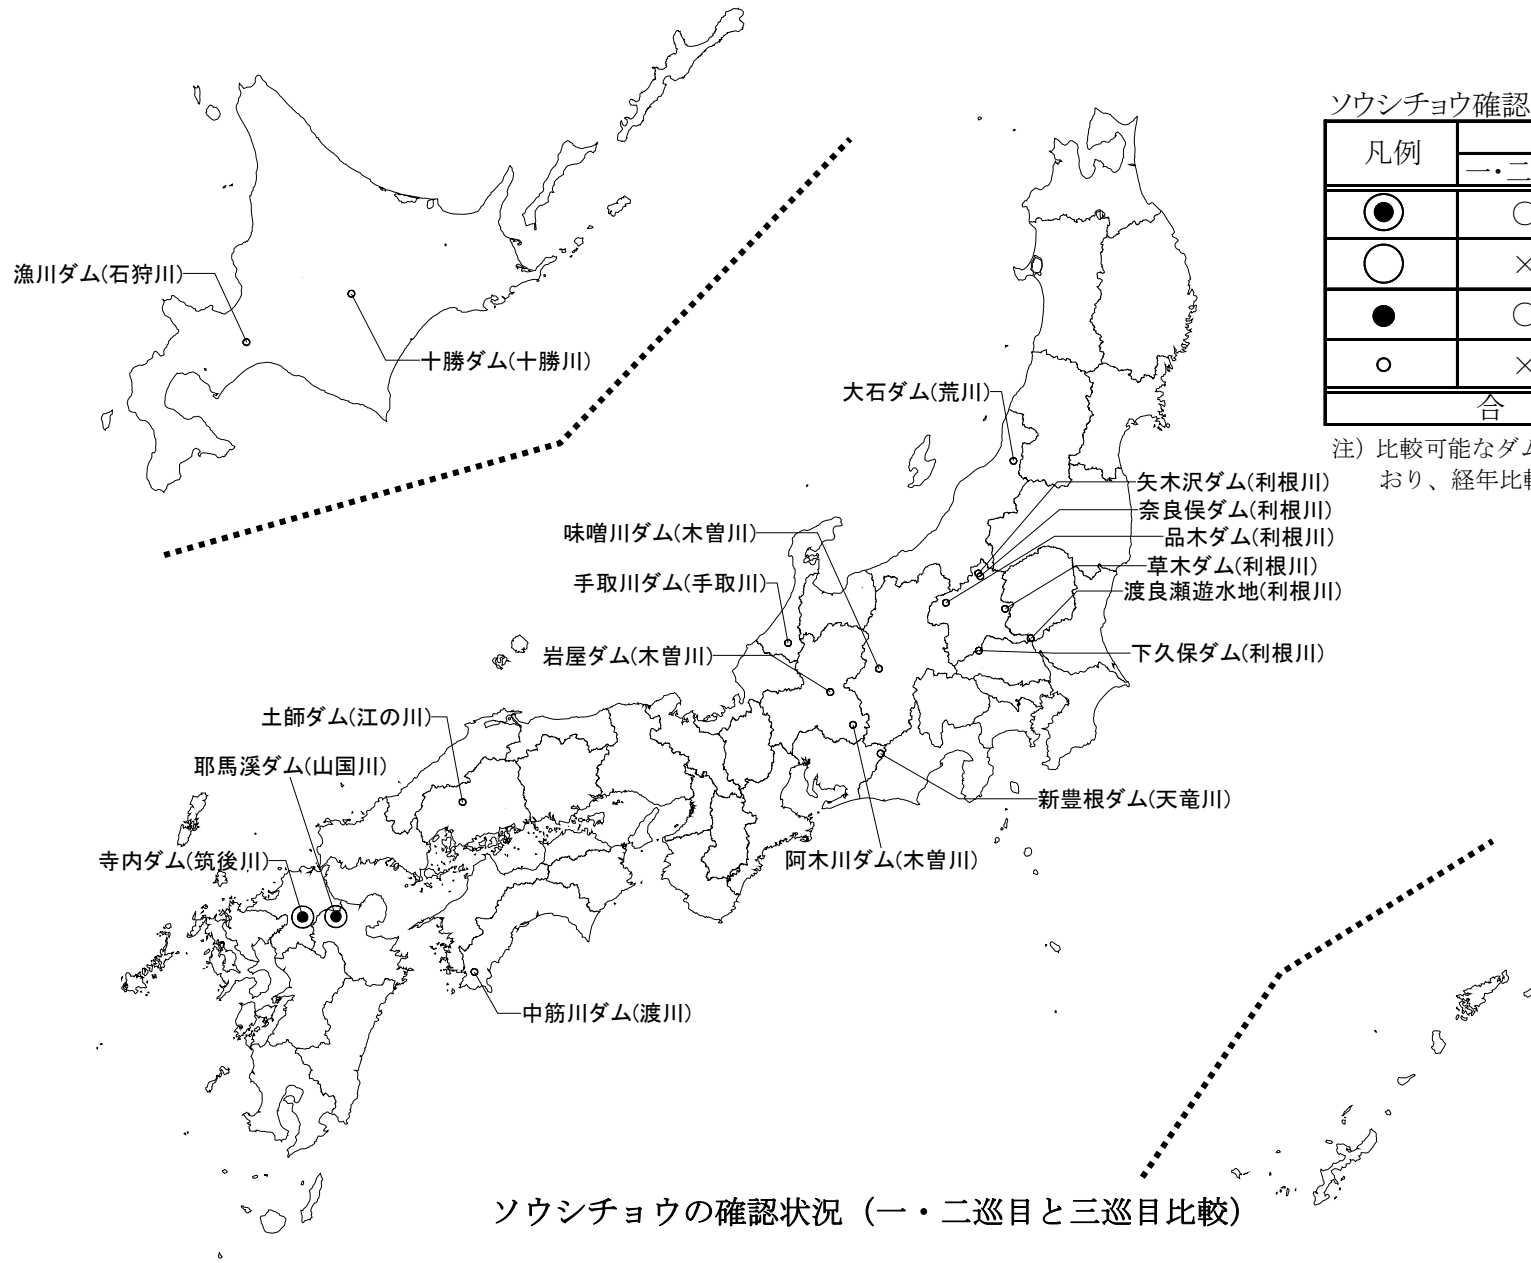 ソウシチョウ確認
凡例
一・二
○
×
○
×
合
注）比較可能なダム
おり、経年比較
漁川ダム(石狩川)
十勝ダム(十勝川)
大石ダム(荒川)
矢木沢ダム(利根川)
奈良俣ダム(利根川)
品木ダム(利根川)
草木ダム(利根川)
渡良瀬遊水地(利根川)
下久保ダム(利根川)
味噌川ダム(木曽川)
手取川ダム(手取川)
岩屋ダム(木曽川)
土師ダム(江の川)
耶馬溪ダム(山国川)
寺内ダム(筑後川)
新豊根ダム(天竜川)
阿木川ダム(木曽川)
中筋川ダム(渡川)
ソウシチョウの確認状況（一・二巡目と三巡目比較）